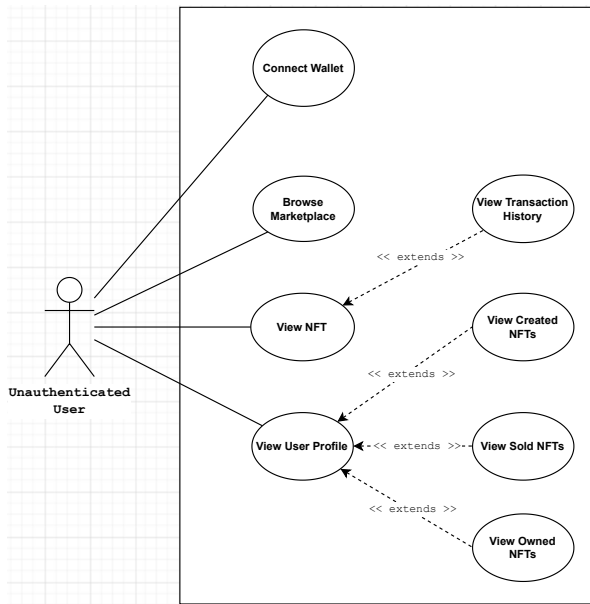 Connect Wallet
Browse
Marketplace
View Transaction
History
<< extends >>
View NFT
View Created
NFTs
<< extends >>
Unauthenticated
User
View User Profile
<< extends >>
View Sold NFTs
<< extends >>
View Owned
NFTs